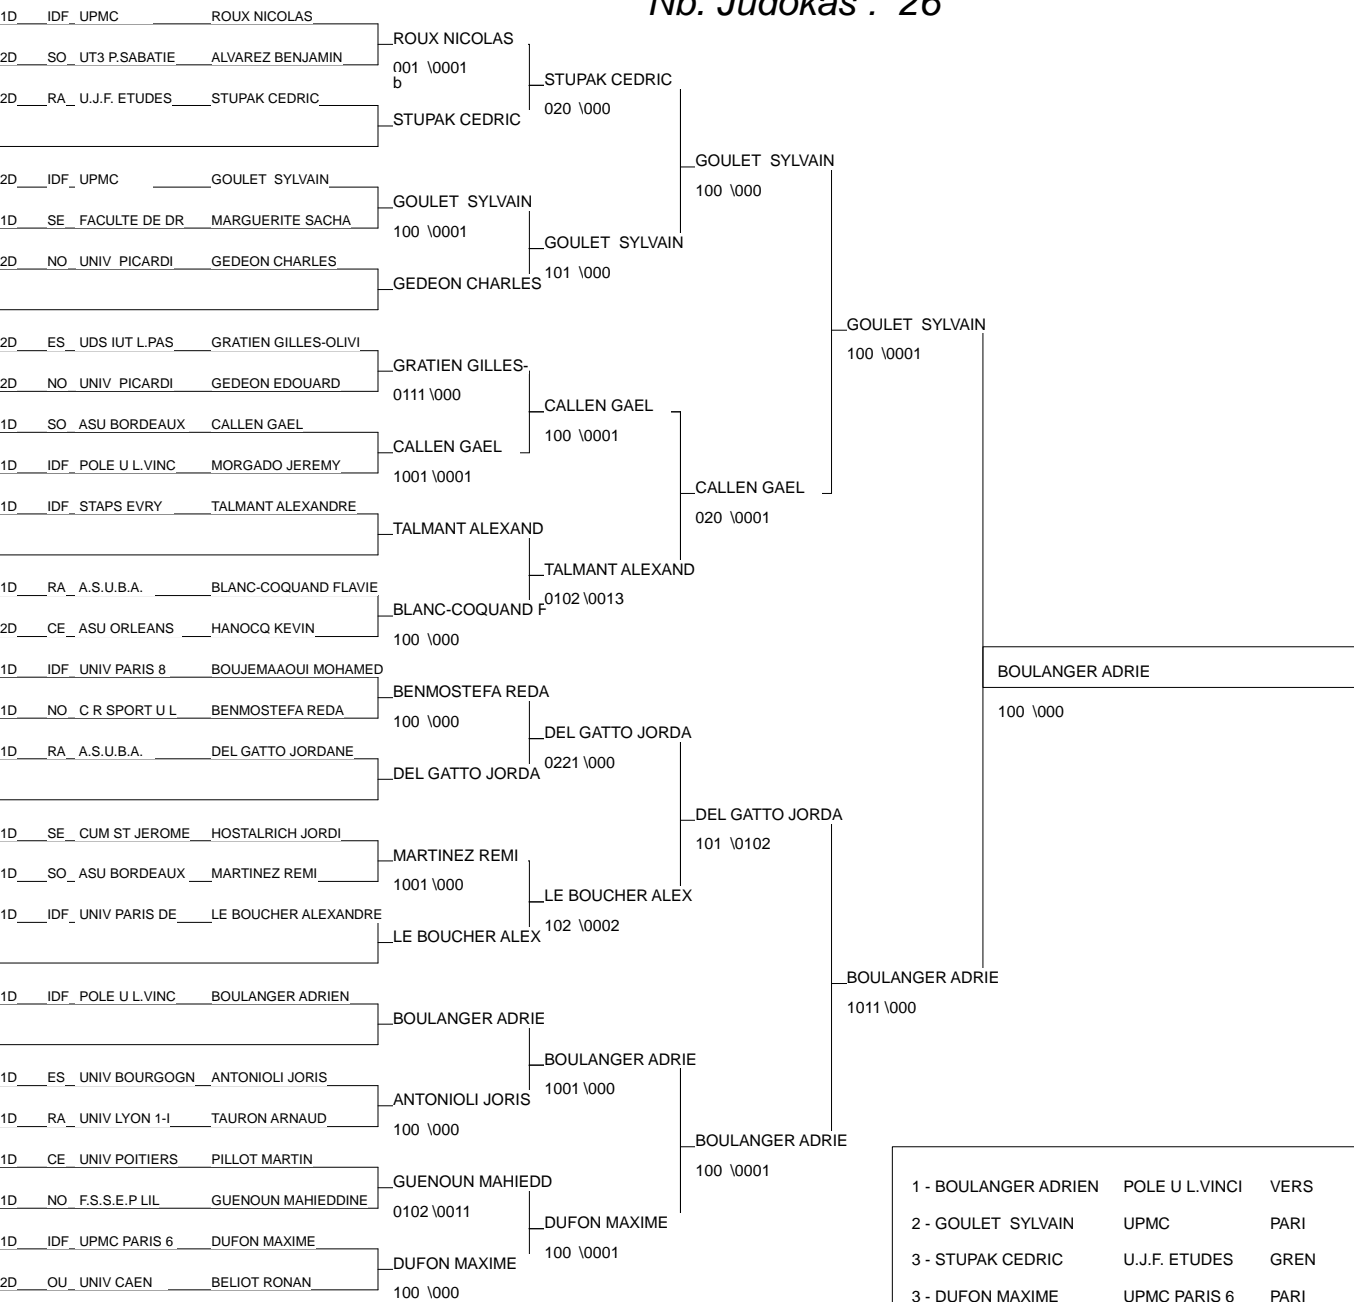 Nb. Judokas : 26
1D IDF UPMC ROUX NICOLAS
ROUX NICOLAS
2D SO UT3 P.SABATIE ALVAREZ BENJAMIN
001 \0001
b
STUPAK CEDRIC
2D RA U.J.F. ETUDES STUPAK CEDRIC
020 \000
STUPAK CEDRIC
GOULET SYLVAIN
2D IDF UPMC GOULET SYLVAIN
100 \000
GOULET SYLVAIN
1D SE FACULTE DE DR MARGUERITE SACHA
100 \0001
GOULET SYLVAIN
2D NO UNIV PICARDI GEDEON CHARLES
101 \000
GEDEON CHARLES
GOULET SYLVAIN
2D ES UDS IUT L.PAS GRATIEN GILLES-OLIVI
100 \0001
GRATIEN GILLES-
2D NO UNIV PICARDI GEDEON EDOUARD
0111 \000
CALLEN GAEL
1D SO ASU BORDEAUX CALLEN GAEL
100 \0001
CALLEN GAEL
1D IDF POLE U L.VINC MORGADO JEREMY
1001 \0001
CALLEN GAEL
1D IDF STAPS EVRY TALMANT ALEXANDRE
020 \0001
TALMANT ALEXAND
TALMANT ALEXAND
1D RA A.S.U.B.A. BLANC-COQUAND FLAVIE
0102 \0013
BLANC-COQUAND F
2D CE ASU ORLEANS HANOCQ KEVIN
100 \000
1D IDF UNIV PARIS 8 BOUJEMAAOUI MOHAMED
BOULANGER ADRIE
BENMOSTEFA REDA
1D NO C R SPORT U L BENMOSTEFA REDA
100 \000
100 \000
DEL GATTO JORDA
1D RA A.S.U.B.A. DEL GATTO JORDANE
0221 \000
DEL GATTO JORDA
DEL GATTO JORDA
1D SE CUM ST JEROME HOSTALRICH JORDI
101 \0102
MARTINEZ REMI
1D SO ASU BORDEAUX MARTINEZ REMI
1001 \000
LE BOUCHER ALEX
1D IDF UNIV PARIS DE LE BOUCHER ALEXANDRE
102 \0002
LE BOUCHER ALEX
BOULANGER ADRIE
1D IDF POLE U L.VINC BOULANGER ADRIEN
1011 \000
BOULANGER ADRIE
BOULANGER ADRIE
1D ES UNIV BOURGOGN ANTONIOLI JORIS
1001 \000
ANTONIOLI JORIS
1D RA UNIV LYON 1-I TAURON ARNAUD
100 \000
BOULANGER ADRIE
1D CE UNIV POITIERS PILLOT MARTIN
100 \0001
GUENOUN MAHIEDD
1D NO F.S.S.E.P LIL GUENOUN MAHIEDDINE
0102 \0011
DUFON MAXIME
1D IDF UPMC PARIS 6 DUFON MAXIME
100 \0001
DUFON MAXIME
2D OU UNIV CAEN BELIOT RONAN
100 \000
1 - BOULANGER ADRIEN POLE U L.VINCI VERS
2 - GOULET SYLVAIN UPMC PARI
3 - STUPAK CEDRIC U.J.F. ETUDES GREN
3 - DUFON MAXIME UPMC PARIS 6 PARI